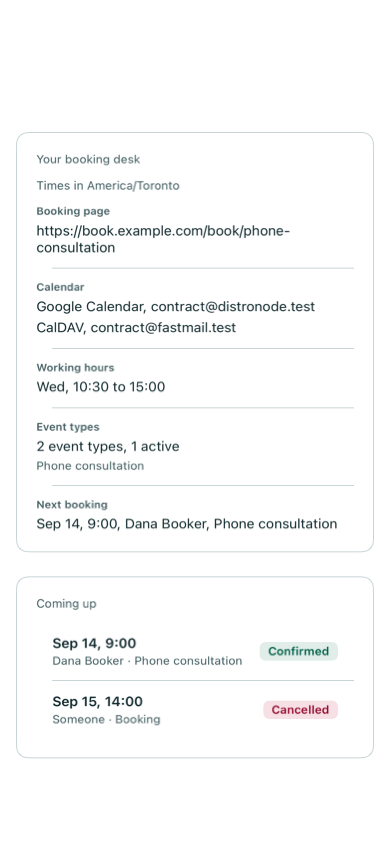 Your booking desk
Times in America/Toronto
Booking page
https://book.example.com/book/phone-
consultation
Calendar
Google Calendar, contract@distronode.test
CalDAV, contract@fastmail.test
Working hours
Wed, 10:30 to 15:00
Event types
2 event types, 1 active
Phone consultation
Next booking
Sep 14, 9:00, Dana Booker, Phone consultation
Coming up
Sep 14, 9:00
Dana Booker · Phone consultation
Confirmed
Sep 15, 14:00
Someone · Booking
Cancelled